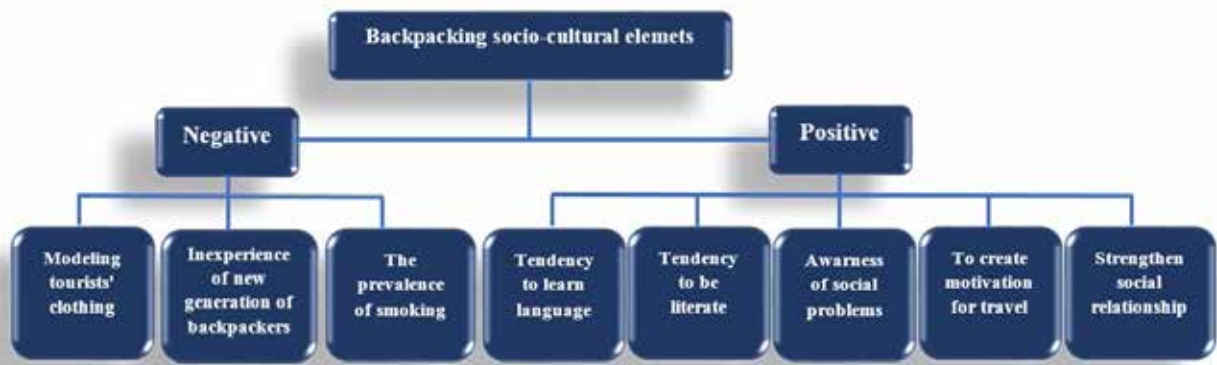 Backpacking socio-cultural elemets
Negative
Positive
Modeling
tourists'
clothing
Inexperience
of new
generation of
backpackers
The
prevalence
of smoking
Tendency
to learn
language
Tendency
to be
literate
Awarness
of social
problems
To create
motivation
for travel
Strengthen
social
relationship